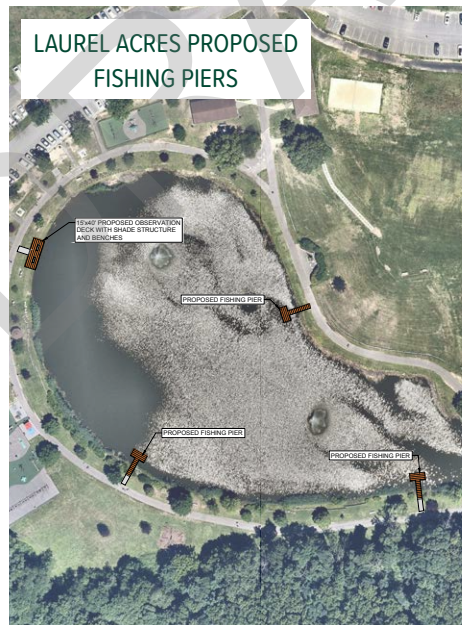 LAUREL ACRES PROPOSED
FISHING PIERS
15'x40' PROPOSED OBSERVATION
DECK WITH SHADE STRUCTURE
AND BENCHES
PROPOSED FISHING PIER
PROPOSED FISHING PIER
PROPOSED FISHING PIER